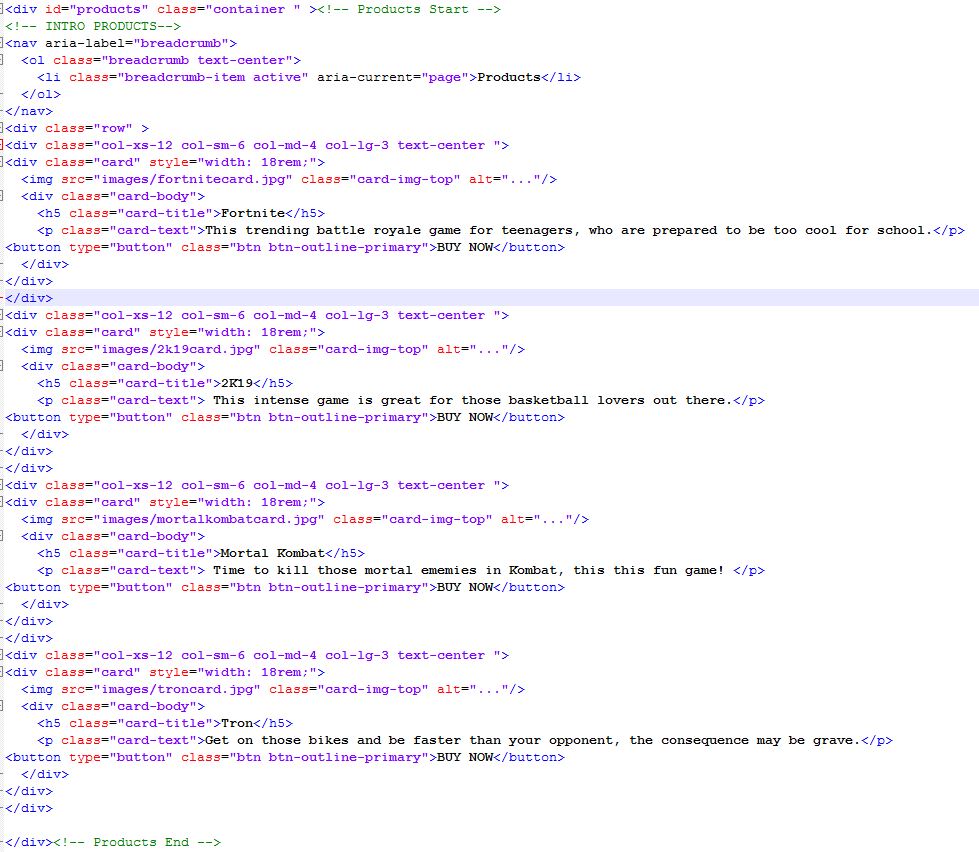 <div id="products" class="container " ><!-- Products Start -->
<!-- INTRO PRODUCTS-->
<nav aria-label="breadcrumb">
  <ol class="breadcrumb text-center">
    <li class="breadcrumb-item active" aria-current="page">Products</li>
  </ol>
</nav>
<div class="row" >
<div class="col-xs-12 col-sm-6 col-md-4 col-lg-3 text-center ">
<div class="card" style="width: 18rem;">
  <img src="images/fortnitecard.jpg" class="card-img-top" alt="..."/>
  <div class="card-body">
    <h5 class="card-title">Fortnite</h5>
    <p class="card-text">This trending battle royale game for teenagers, who are prepared to be too cool for school.</p>
<button type="button" class="btn btn-outline-primary">BUY NOW</button>
  </div>
</div>
</div>
<div class="col-xs-12 col-sm-6 col-md-4 col-lg-3 text-center ">
<div class="card" style="width: 18rem;">
  <img src="images/2k19card.jpg" class="card-img-top" alt="..."/>
  <div class="card-body">
    <h5 class="card-title">2K19</h5>
    <p class="card-text"> This intense game is great for those basketball lovers out there.</p>
<button type="button" class="btn btn-outline-primary">BUY NOW</button>
  </div>
</div>
</div>
<div class="col-xs-12 col-sm-6 col-md-4 col-lg-3 text-center ">
<div class="card" style="width: 18rem;">
  <img src="images/mortalkombatcard.jpg" class="card-img-top" alt="..."/>
  <div class="card-body">
    <h5 class="card-title">Mortal Kombat</h5>
    <p class="card-text"> Time to kill those mortal ememies in Kombat, this this fun game! </p>
<button type="button" class="btn btn-outline-primary">BUY NOW</button>
  </div>
</div>
</div>
<div class="col-xs-12 col-sm-6 col-md-4 col-lg-3 text-center ">
<div class="card" style="width: 18rem;">
  <img src="images/troncard.jpg" class="card-img-top" alt="..."/>
  <div class="card-body">
    <h5 class="card-title">Tron</h5>
    <p class="card-text">Get on those bikes and be faster than your opponent, the consequence may be grave.</p>
<button type="button" class="btn btn-outline-primary">BUY NOW</button>
  </div>
</div>
</div>

</div><!-- Products End -->